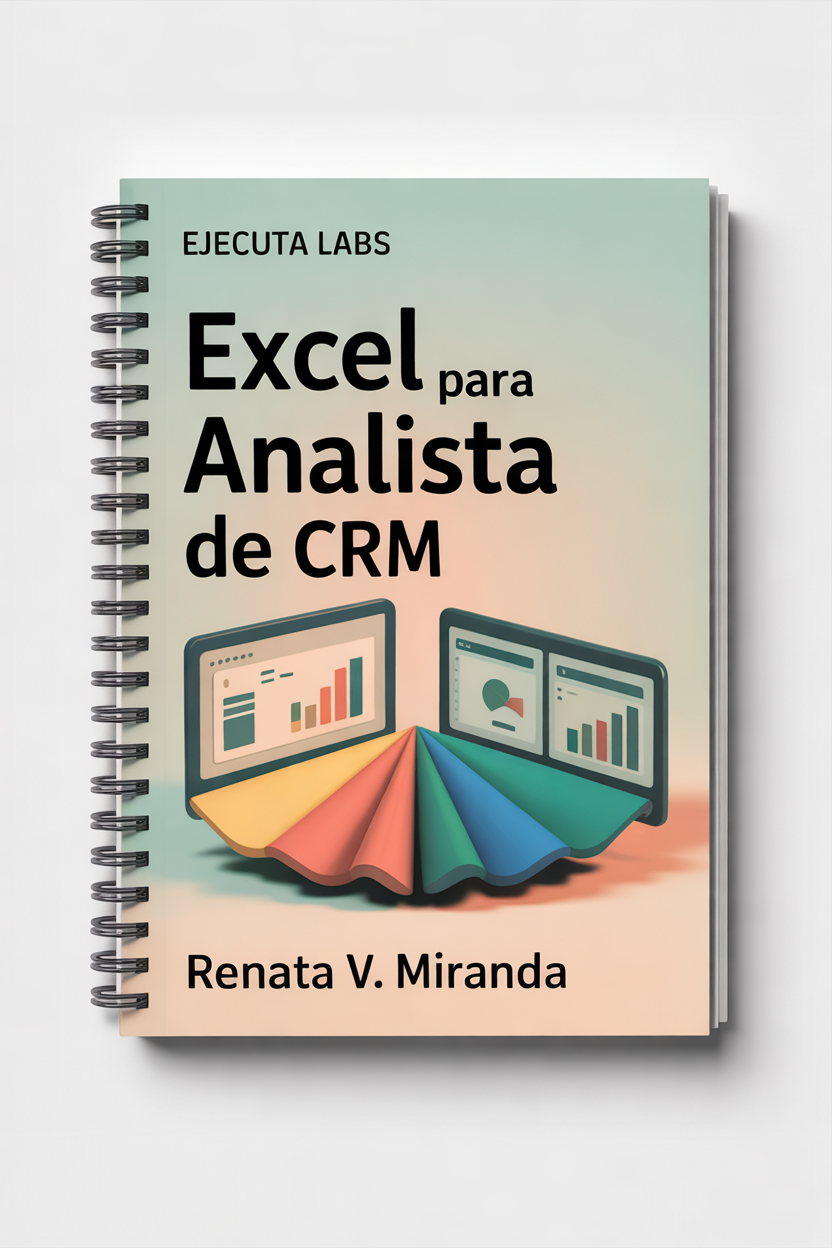 EJECUTA LABS
Excel para
Analista
de CRM
Renata V. Miranda